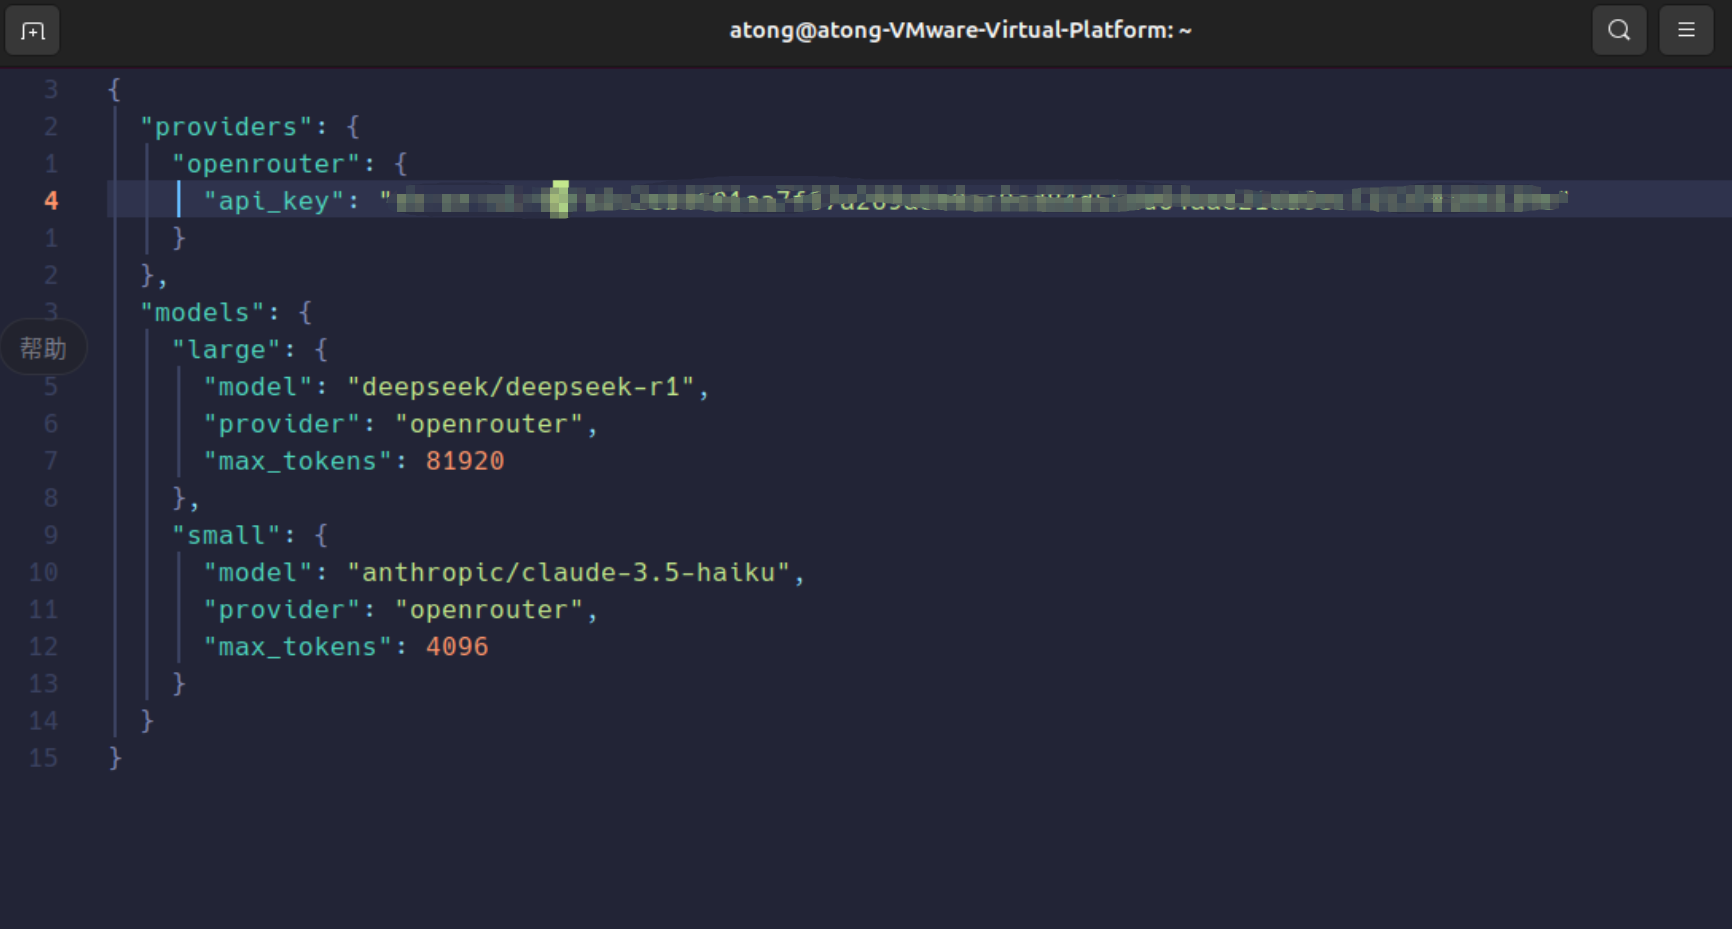 atong@atong-VMware-Virtual-Platform: ~
3 {
2 "providers": {
1 "openrouter": {
4 "api_key": "
1 }
2 },
3 "models": {
帮助 "large": {
5 "model": "deepseek/deepseek-r1",
6 "provider": "openrouter",
7 "max_tokens": 81920
8 },
9 "small": {
10 "model": "anthropic/claude-3.5-haiku",
11 "provider": "openrouter",
12 "max_tokens": 4096
13 }
14 }
15 }